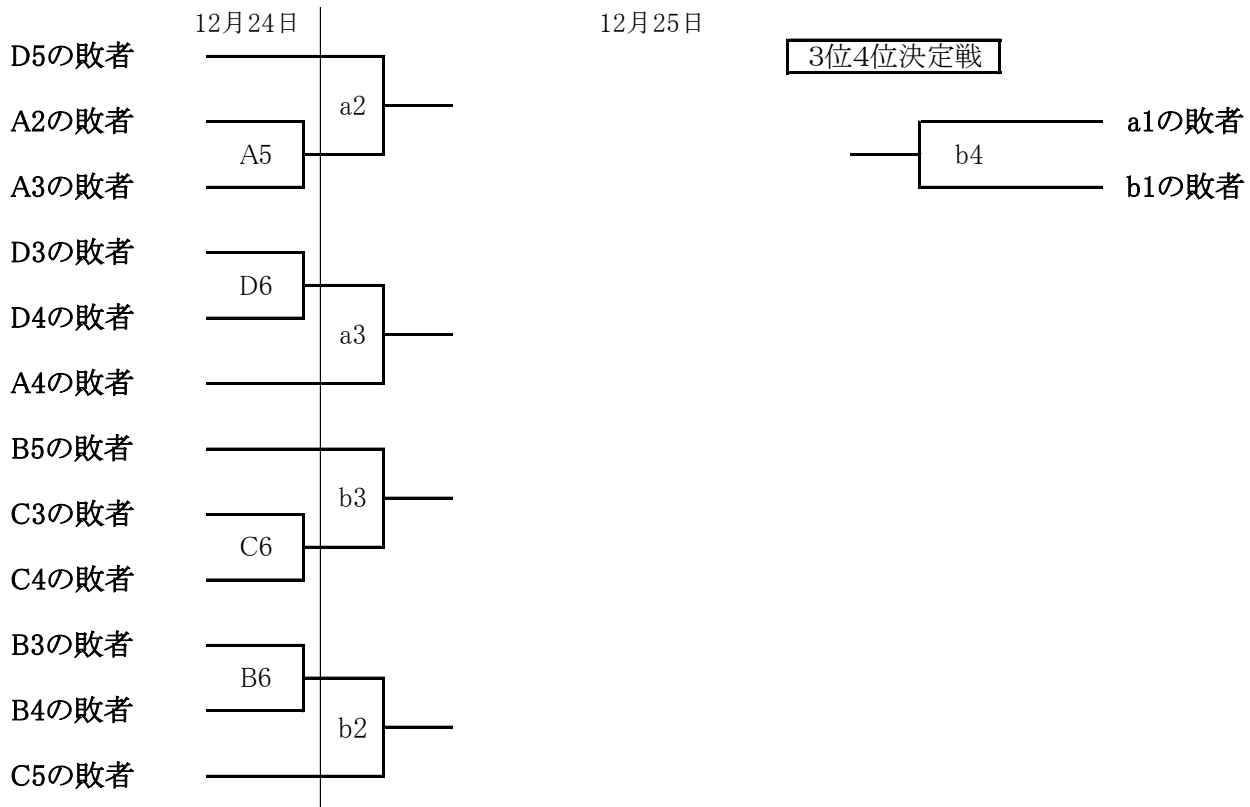 12月24日
12月25日
D5の敗者
3位4位決定戦
a2
A2の敗者
a1の敗者
A5
b4
A3の敗者
b1の敗者
D3の敗者
D6
D4の敗者
a3
A4の敗者
B5の敗者
b3
C3の敗者
C6
C4の敗者
B3の敗者
B6
B4の敗者
b2
C5の敗者